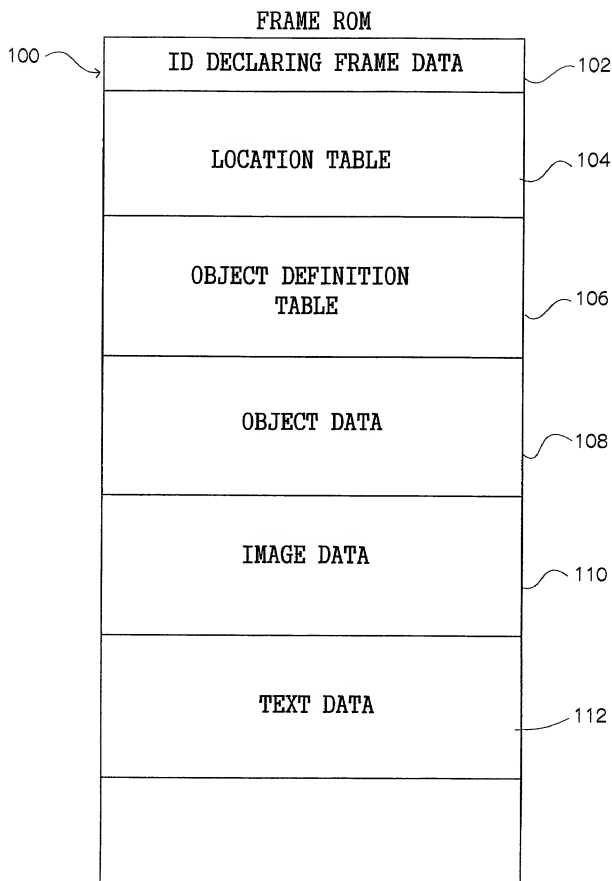 FRAME ROM
100
ID DECLARING FRAME DATA
102
LOCATION TABLE
104
OBJECT DEFINITION
TABLE
106
OBJECT DATA
108
IMAGE DATA
110
TEXT DATA
112